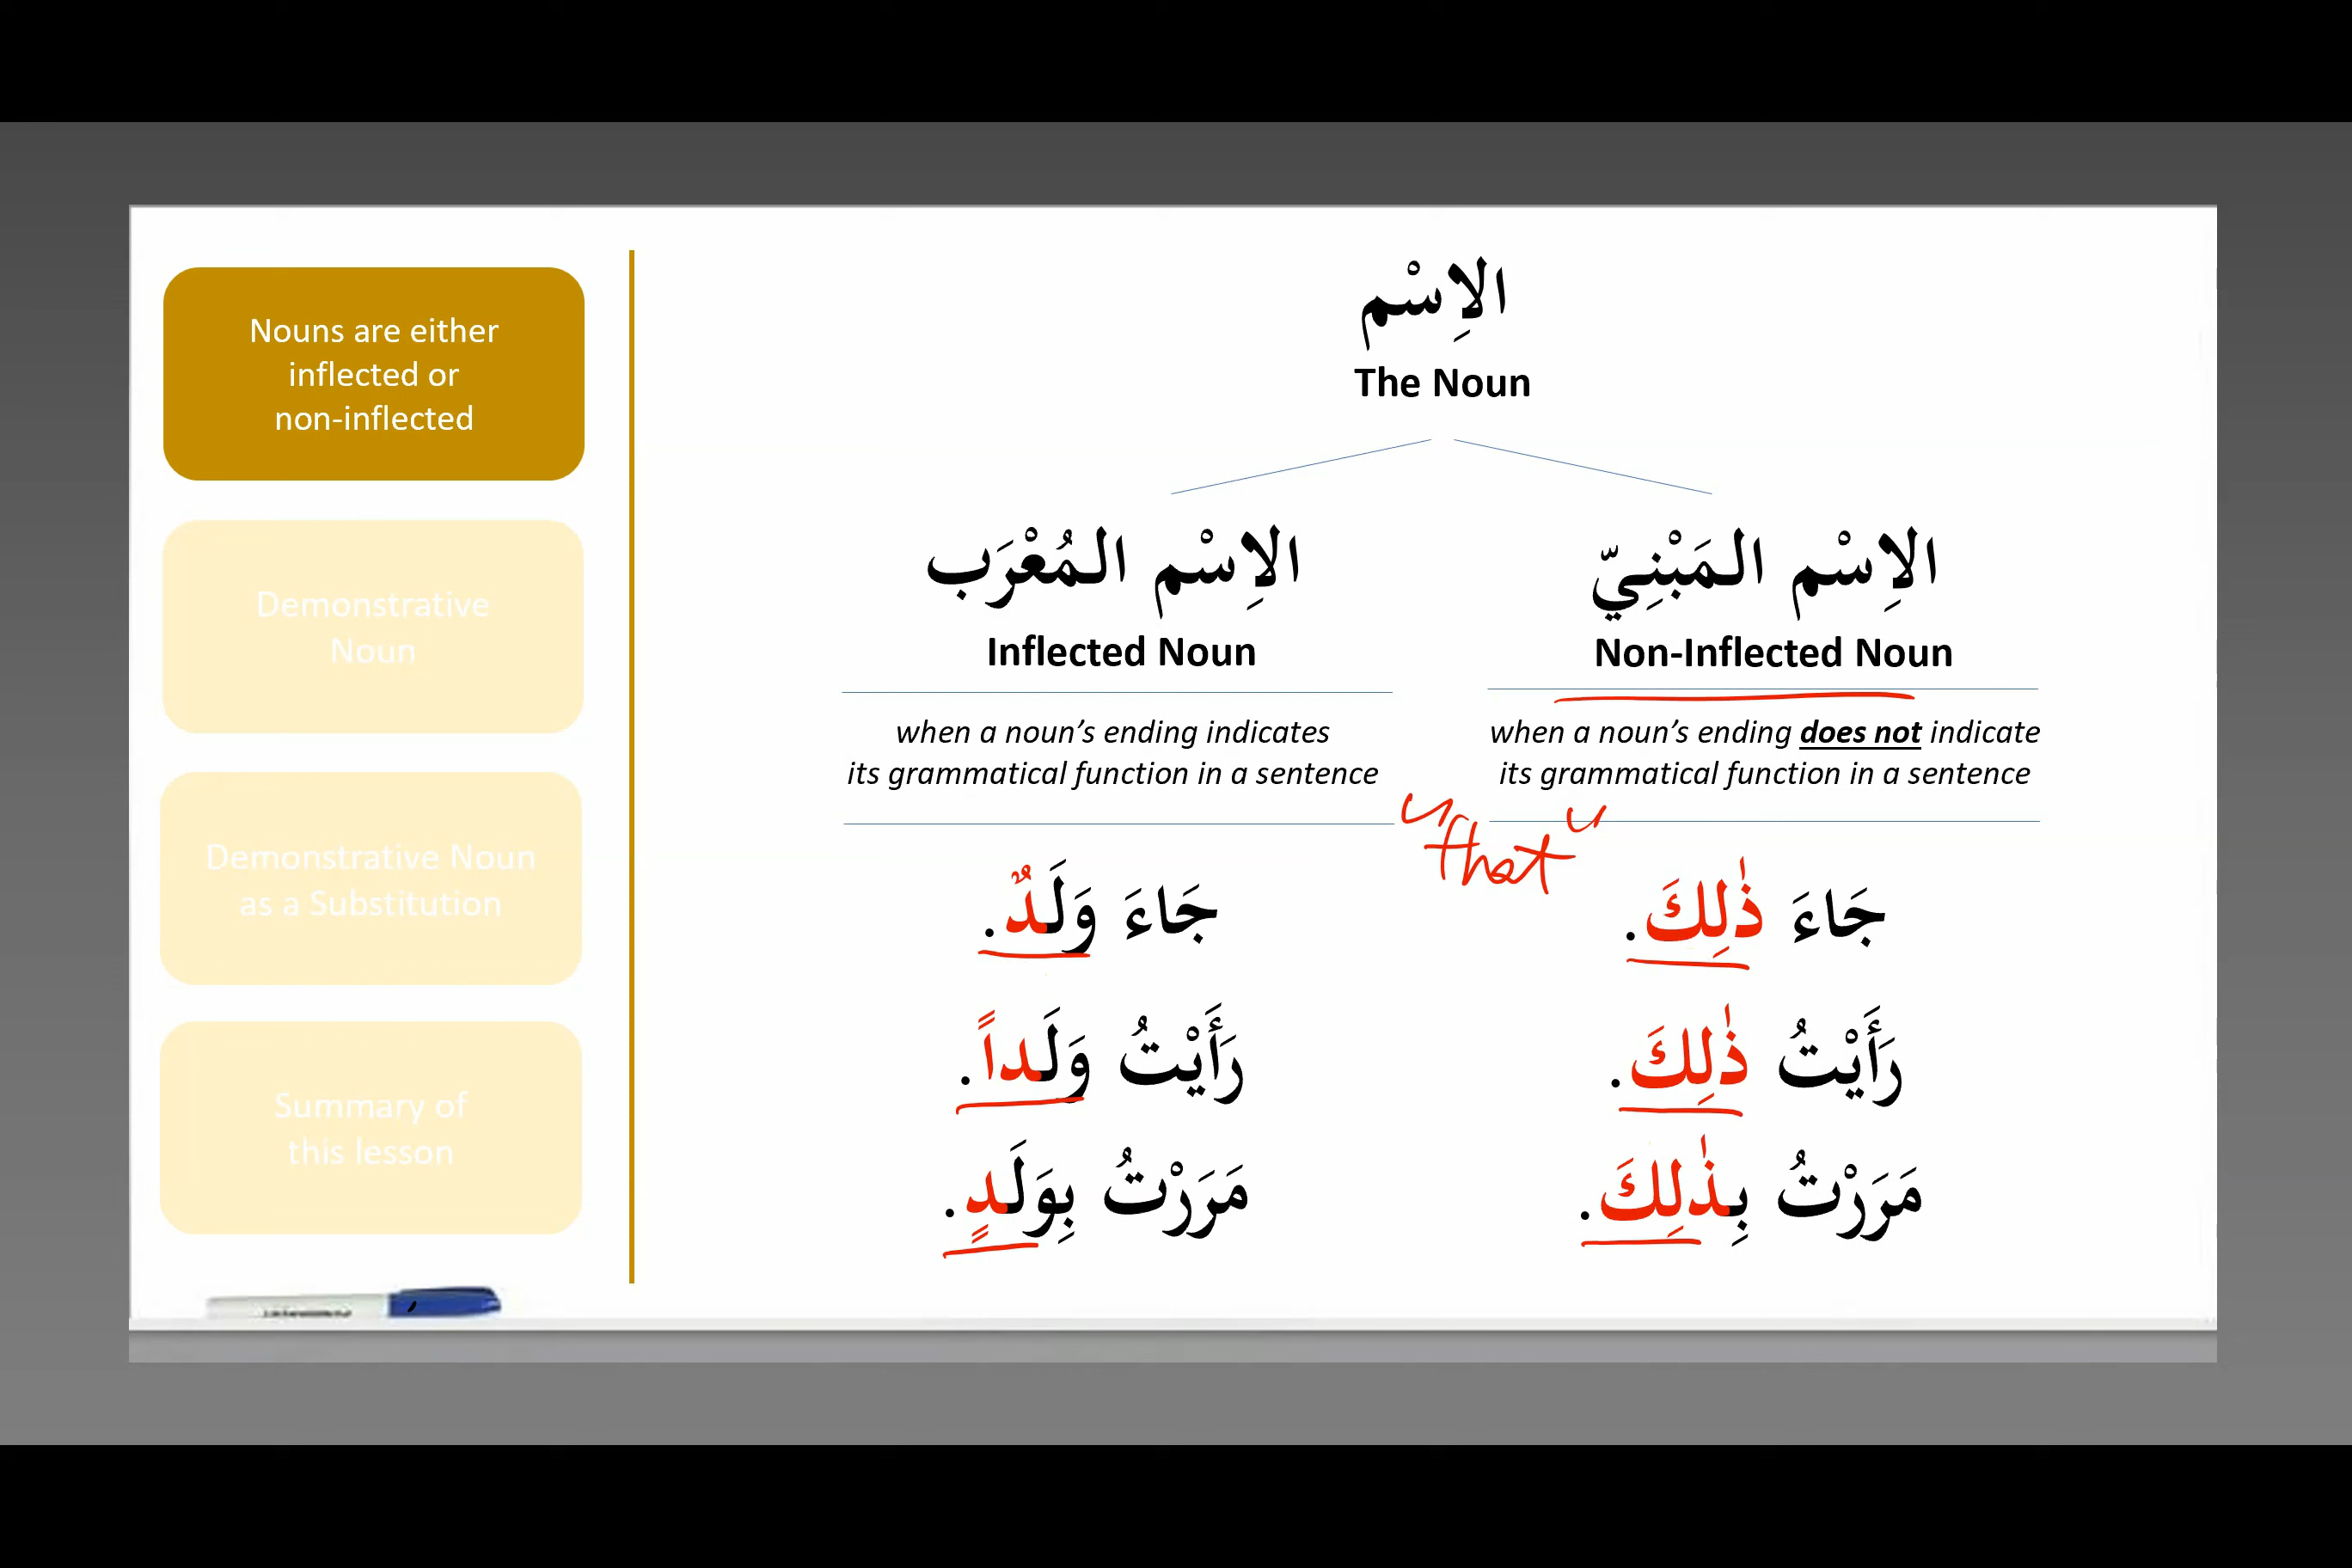 Nouns are either
inflected or
non-inflected
Demonstrative
Noun
Demonstrative Noun
as a Substitution
Summary of
this lesson
الاِسْم
The Noun
الاِسْم المُعْرَب
Inflected Noun
when a noun's ending indicates
its grammatical function in a sentence
جَاءَ وَلَدٌ.
رَأَيْتُ وَلَداً.
مَرَرْتُ بِوَلَدٍ.
الاِسْم المَبْنِيّ
Non-Inflected Noun
when a noun's ending does not indicate
its grammatical function in a sentence
"that"
جَاءَ ذٰلِكَ.
رَأَيْتُ ذٰلِكَ.
مَرَرْتُ بِذٰلِكَ.